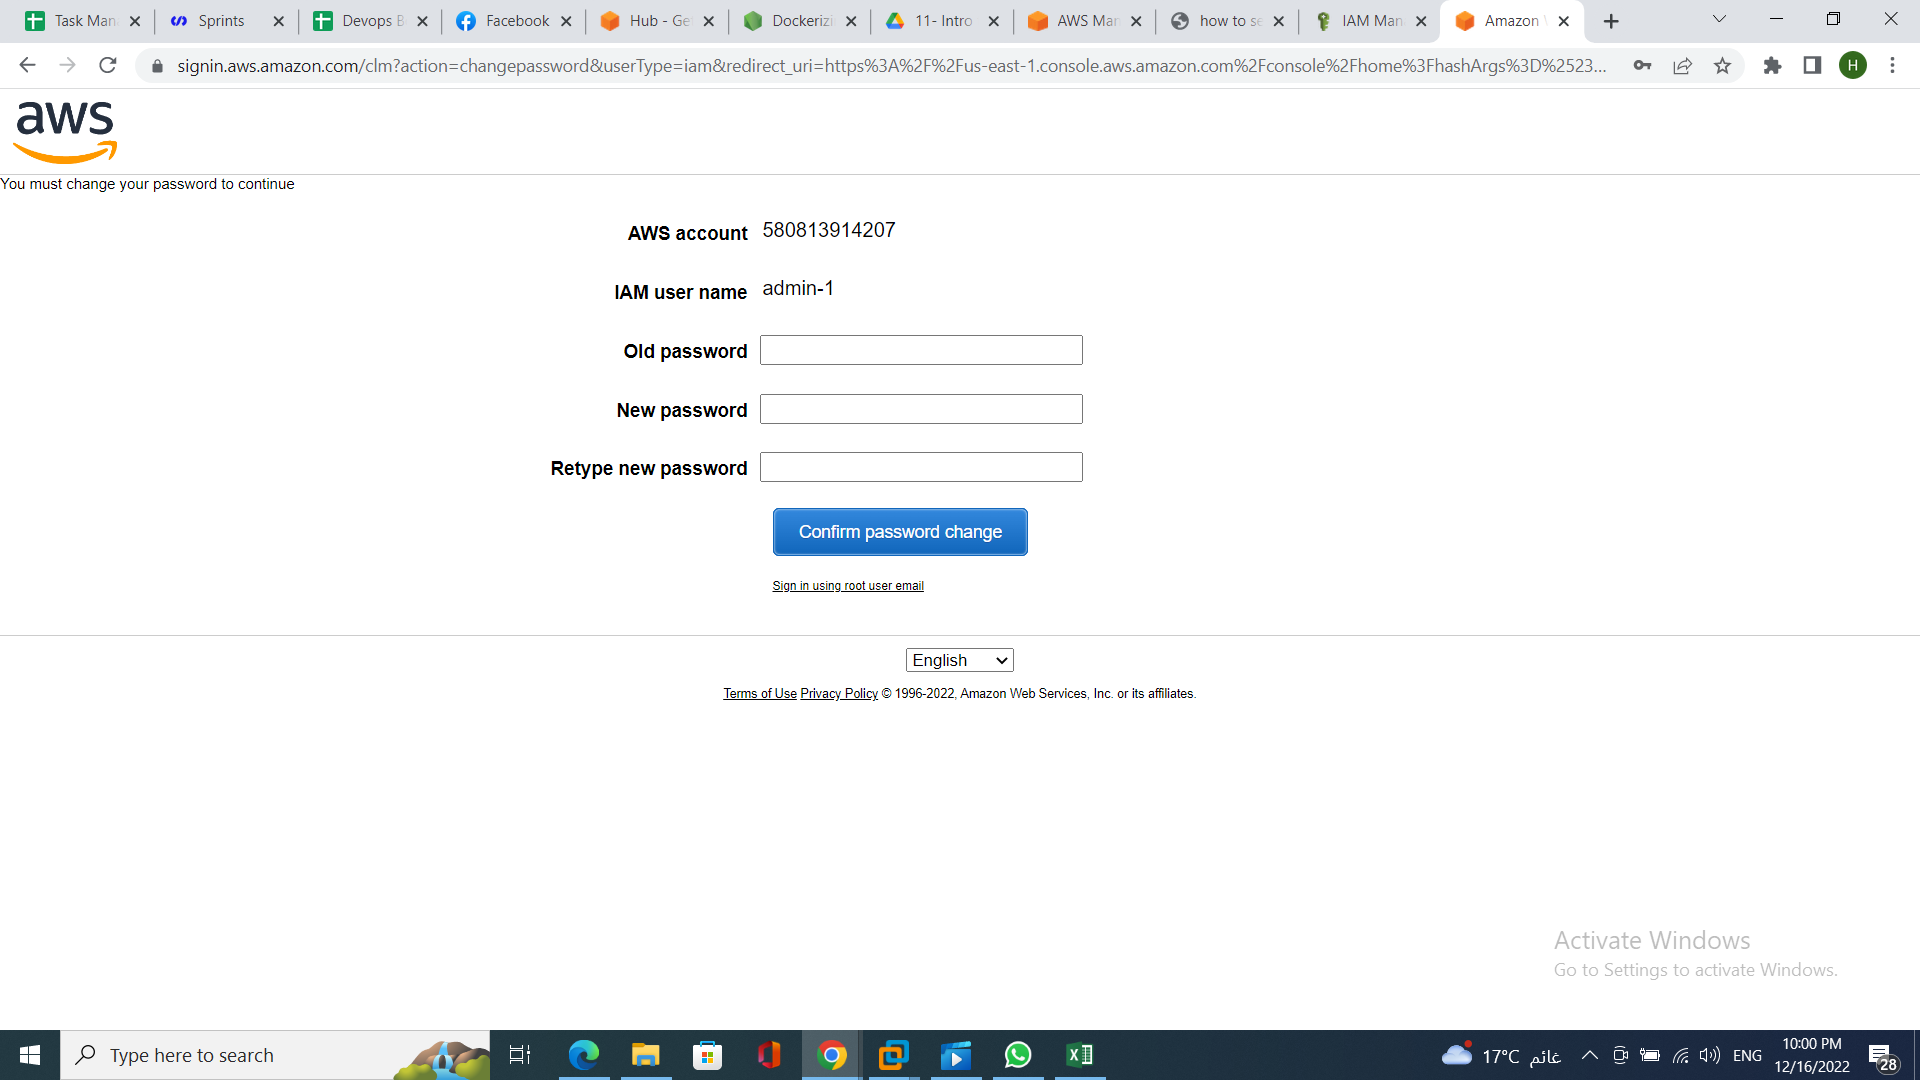 Task Man
Sprints
Devops B
Facebook
Hub - Ge
Dockerizi
11- Intro
AWS Man
how to se
IAM Man
Amazon
signin.aws.amazon.com/clm?action=changepassword&userType=iam&redirect_uri=https%3A%2F%2Fus-east-1.console.aws.amazon.com%2Fconsole%2Fhome%3FhashArgs%3D%2523...
H
aws
You must change your password to continue
AWS account 580813914207
IAM user name admin-1
Old password
New password
Retype new password
Confirm password change
Sign in using root user email
English
Terms of Use Privacy Policy © 1996-2022, Amazon Web Services, Inc. or its affiliates.
Activate Windows
Go to Settings to activate Windows.
Type here to search
17°C غائم
ENG
10:00 PM
12/16/2022
28